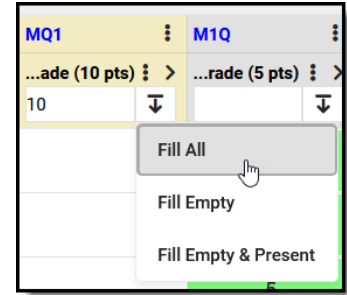 MQ1 M1Q
...ade (10 pts) ...rade (5 pts)
10
Fill All
Fill Empty
Fill Empty & Present